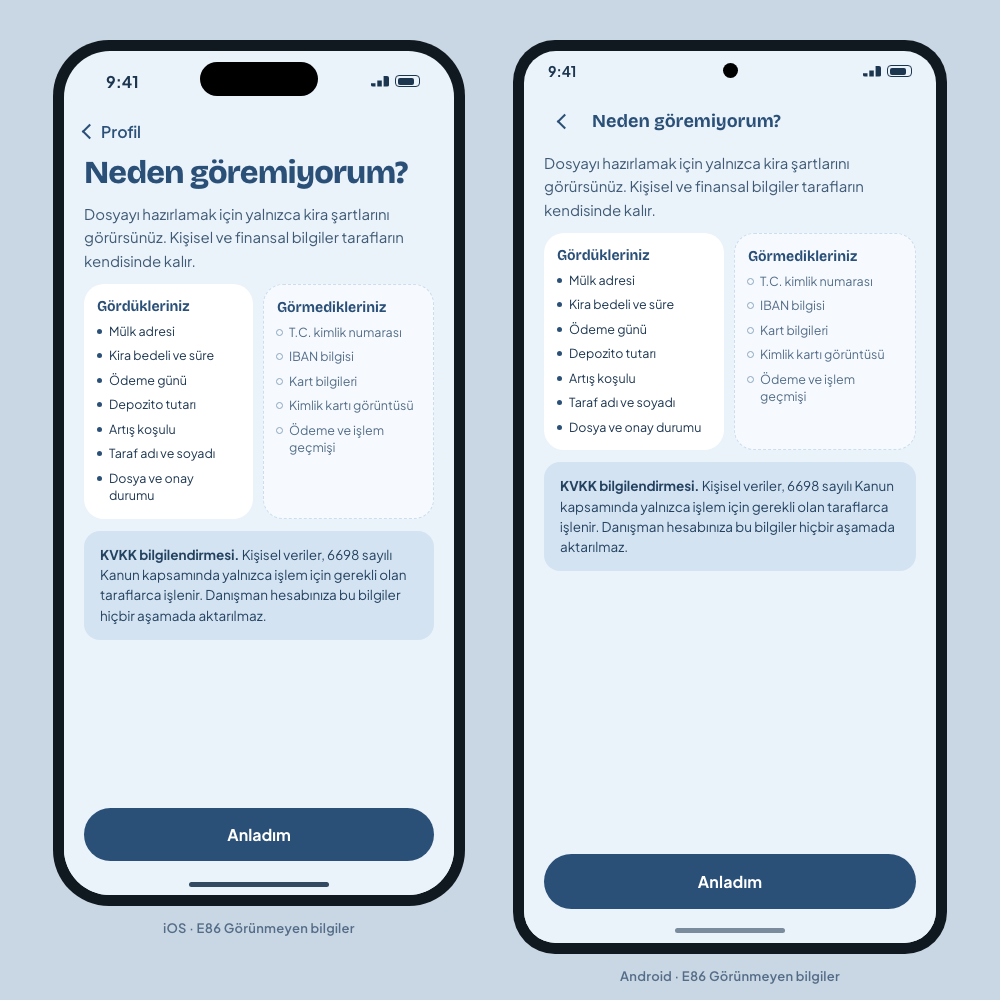 9:41
Profil
Neden göremiyorum?
Dosyayı hazırlamak için yalnızca kira şartlarını
görürsünüz. Kişisel ve finansal bilgiler tarafların
kendisinde kalır.
Gördükleriniz
Mülk adresi
Kira bedeli ve süre
Ödeme günü
Depozito tutarı
Artış koşulu
Taraf adı ve soyadı
Dosya ve onay
durumu
Görmedikleriniz
T.C. kimlik numarası
IBAN bilgisi
Kart bilgileri
Kimlik kartı görüntüsü
Ödeme ve işlem
geçmişi
KVKK bilgilendirmesi. Kişisel veriler, 6698 sayılı
Kanun kapsamında yalnızca işlem için gerekli olan
taraflarca işlenir. Danışman hesabınıza bu bilgiler
hiçbir aşamada aktarılmaz.
Anladım
iOS · E86 Görünmeyen bilgiler
9:41
Neden göremiyorum?
Dosyayı hazırlamak için yalnızca kira şartlarını
görürsünüz. Kişisel ve finansal bilgiler tarafların
kendisinde kalır.
Gördükleriniz
Mülk adresi
Kira bedeli ve süre
Ödeme günü
Depozito tutarı
Artış koşulu
Taraf adı ve soyadı
Dosya ve onay durumu
Görmedikleriniz
T.C. kimlik numarası
IBAN bilgisi
Kart bilgileri
Kimlik kartı görüntüsü
Ödeme ve işlem
geçmişi
KVKK bilgilendirmesi. Kişisel veriler, 6698 sayılı Kanun
kapsamında yalnızca işlem için gerekli olan taraflarca
işlenir. Danışman hesabınıza bu bilgiler hiçbir aşamada
aktarılmaz.
Anladım
Android · E86 Görünmeyen bilgiler